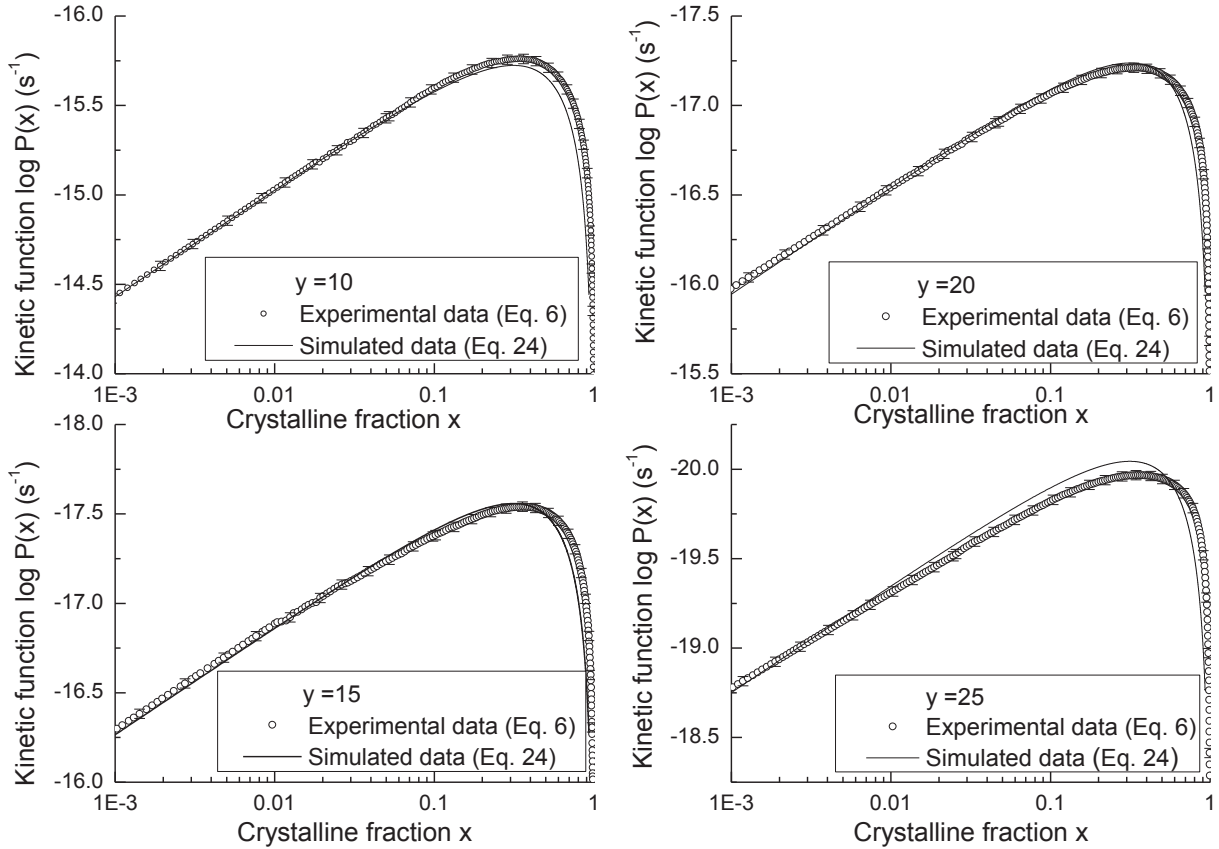 Kinetic function log P(x) (s⁻¹)
-16.0
-15.5
-15.0
-14.5
-14.0
y =10
Experimental data (Eq. 6)
Simulated data (Eq. 24)
1E-3 0.01 0.1 1
Crystalline fraction x
Kinetic function log P(x) (s⁻¹)
-17.5
-17.0
-16.5
-16.0
-15.5
y =20
Experimental data (Eq. 6)
Simulated data (Eq. 24)
1E-3 0.01 0.1 1
Crystalline fraction x
Kinetic function log P(x) (s⁻¹)
-18.0
-17.5
-17.0
-16.5
-16.0
y =15
Experimental data (Eq. 6)
Simulated data (Eq. 24)
1E-3 0.01 0.1 1
Crystalline fraction x
Kinetic function log P(x) (s⁻¹)
-20.0
-19.5
-19.0
-18.5
y =25
Experimental data (Eq. 6)
Simulated data (Eq. 24)
1E-3 0.01 0.1 1
Crystalline fraction x